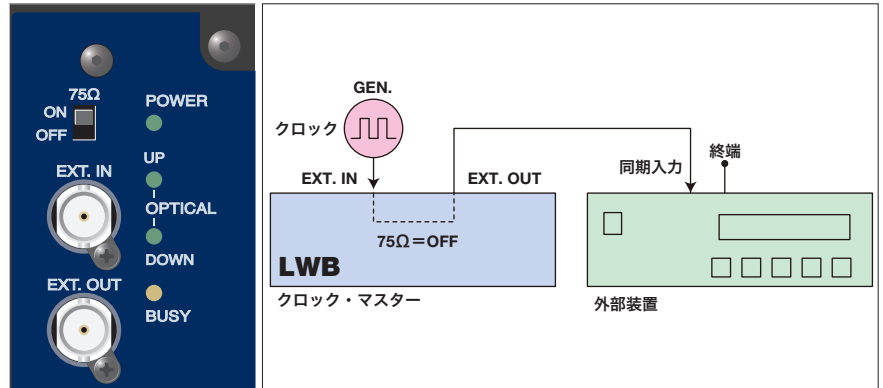 75Ω
ON
OFF
POWER
UP
EXT. IN
OPTICAL
DOWN
EXT. OUT
BUSY
GEN.
クロック
EXT. IN
EXT. OUT
75Ω=OFF
LWB
クロック・マスター
同期入力
終端
外部装置